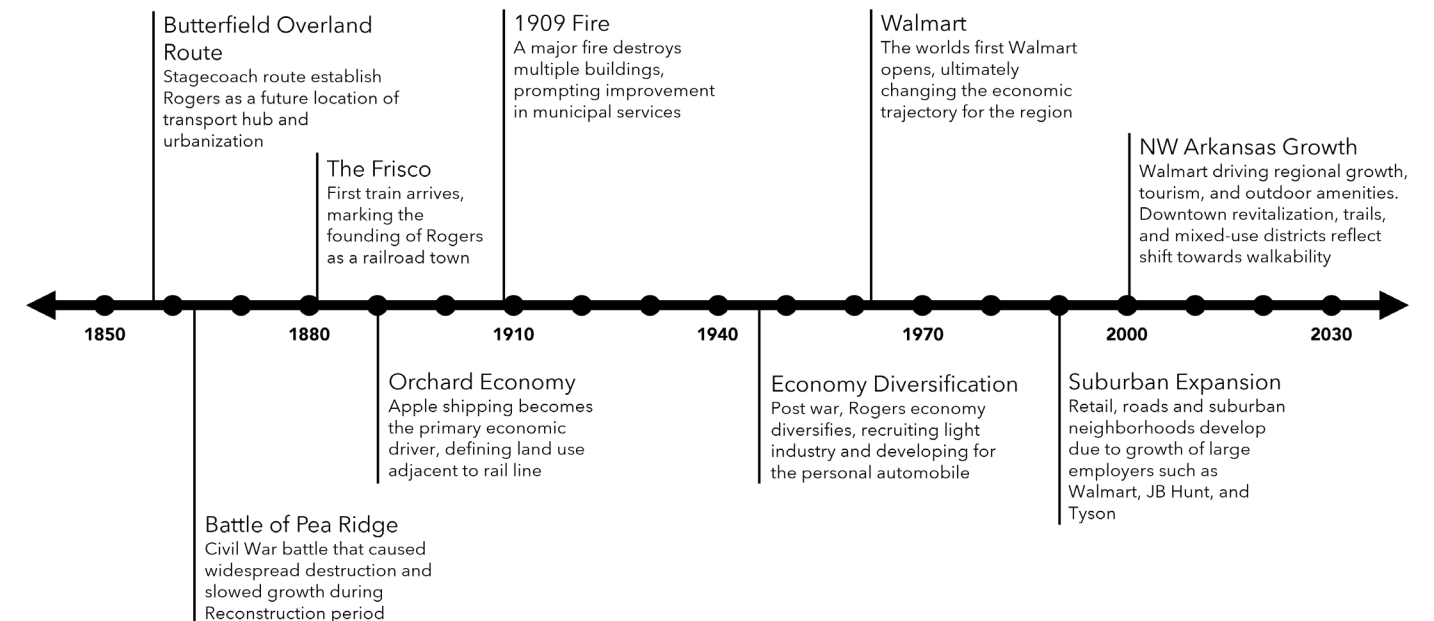 Butterfield Overland
Route
Stagecoach route establish
Rogers as a future location of
transport hub and
urbanization
The Frisco
First train arrives,
marking the
founding of Rogers
as a railroad town
1909 Fire
A major fire destroys
multiple buildings,
prompting improvement
in municipal services
Walmart
The worlds first Walmart
opens, ultimately
changing the economic
trajectory for the region
NW Arkansas Growth
Walmart driving regional growth,
tourism, and outdoor amenities.
Downtown revitalization, trails,
and mixed-use districts reflect
shift towards walkability
1850
1880
1910
1940
1970
2000
2030
Battle of Pea Ridge
Civil War battle that caused
widespread destruction and
slowed growth during
Reconstruction period
Orchard Economy
Apple shipping becomes
the primary economic
driver, defining land use
adjacent to rail line
Economy Diversification
Post war, Rogers economy
diversifies, recruiting light
industry and developing for
the personal automobile
Suburban Expansion
Retail, roads and suburban
neighborhoods develop
due to growth of large
employers such as
Walmart, JB Hunt, and
Tyson